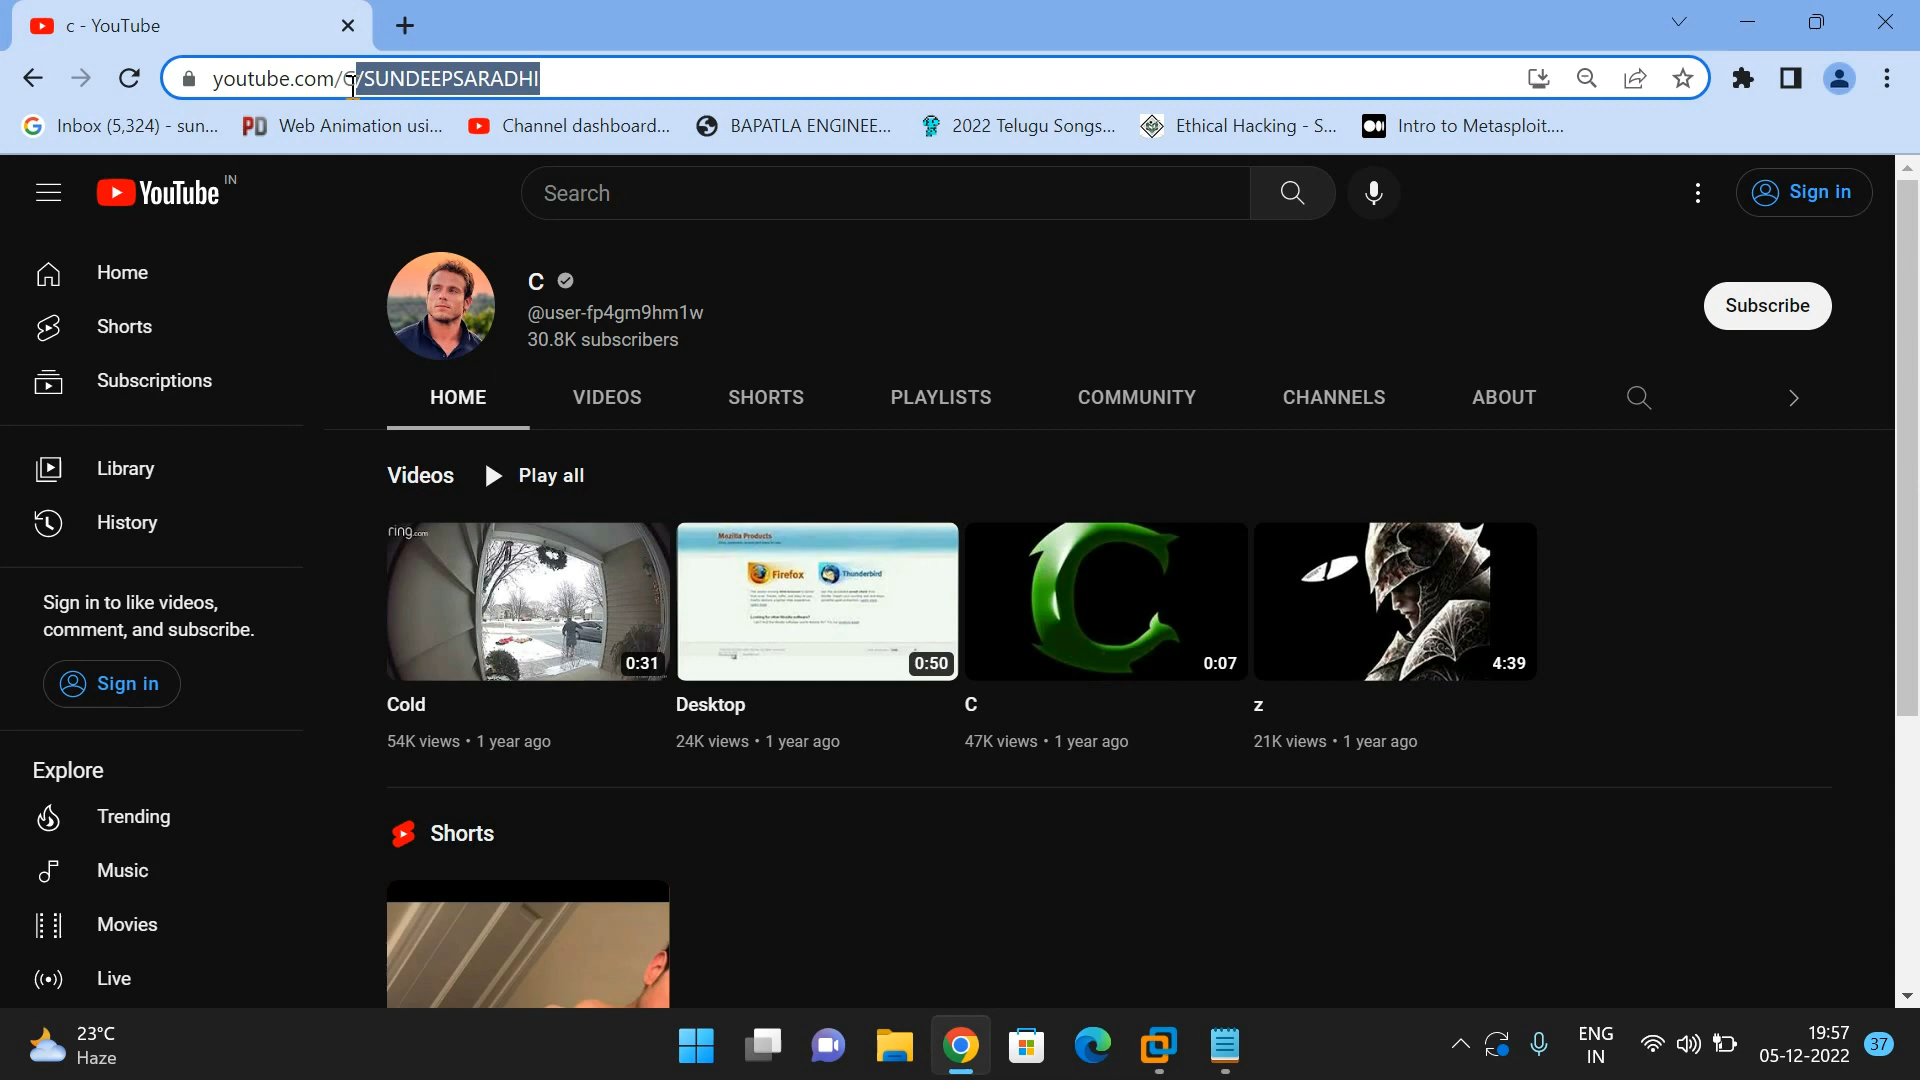 c - YouTube
youtube.com/C/SUNDEEPSARADHI
Inbox (5,324) - sun...
Web Animation usi...
Channel dashboard...
BAPATLA ENGINEE...
2022 Telugu Songs...
Ethical Hacking - S...
Intro to Metasploit....
YouTube IN
Search
Sign in
Home
Shorts
Subscriptions
Library
History
Sign in to like videos,
comment, and subscribe.
Sign in
Explore
Trending
Music
Movies
Live
C
@user-fp4gm9hm1w
30.8K subscribers
Subscribe
HOME
VIDEOS
SHORTS
PLAYLISTS
COMMUNITY
CHANNELS
ABOUT
Videos
Play all
ring.com
0:31
Cold
54K views • 1 year ago
Mozilla Products
Firefox
Thunderbird
0:50
Desktop
24K views • 1 year ago
0:07
C
47K views • 1 year ago
4:39
z
21K views • 1 year ago
Shorts
23°C
Haze
ENG
IN
19:57
05-12-2022
37